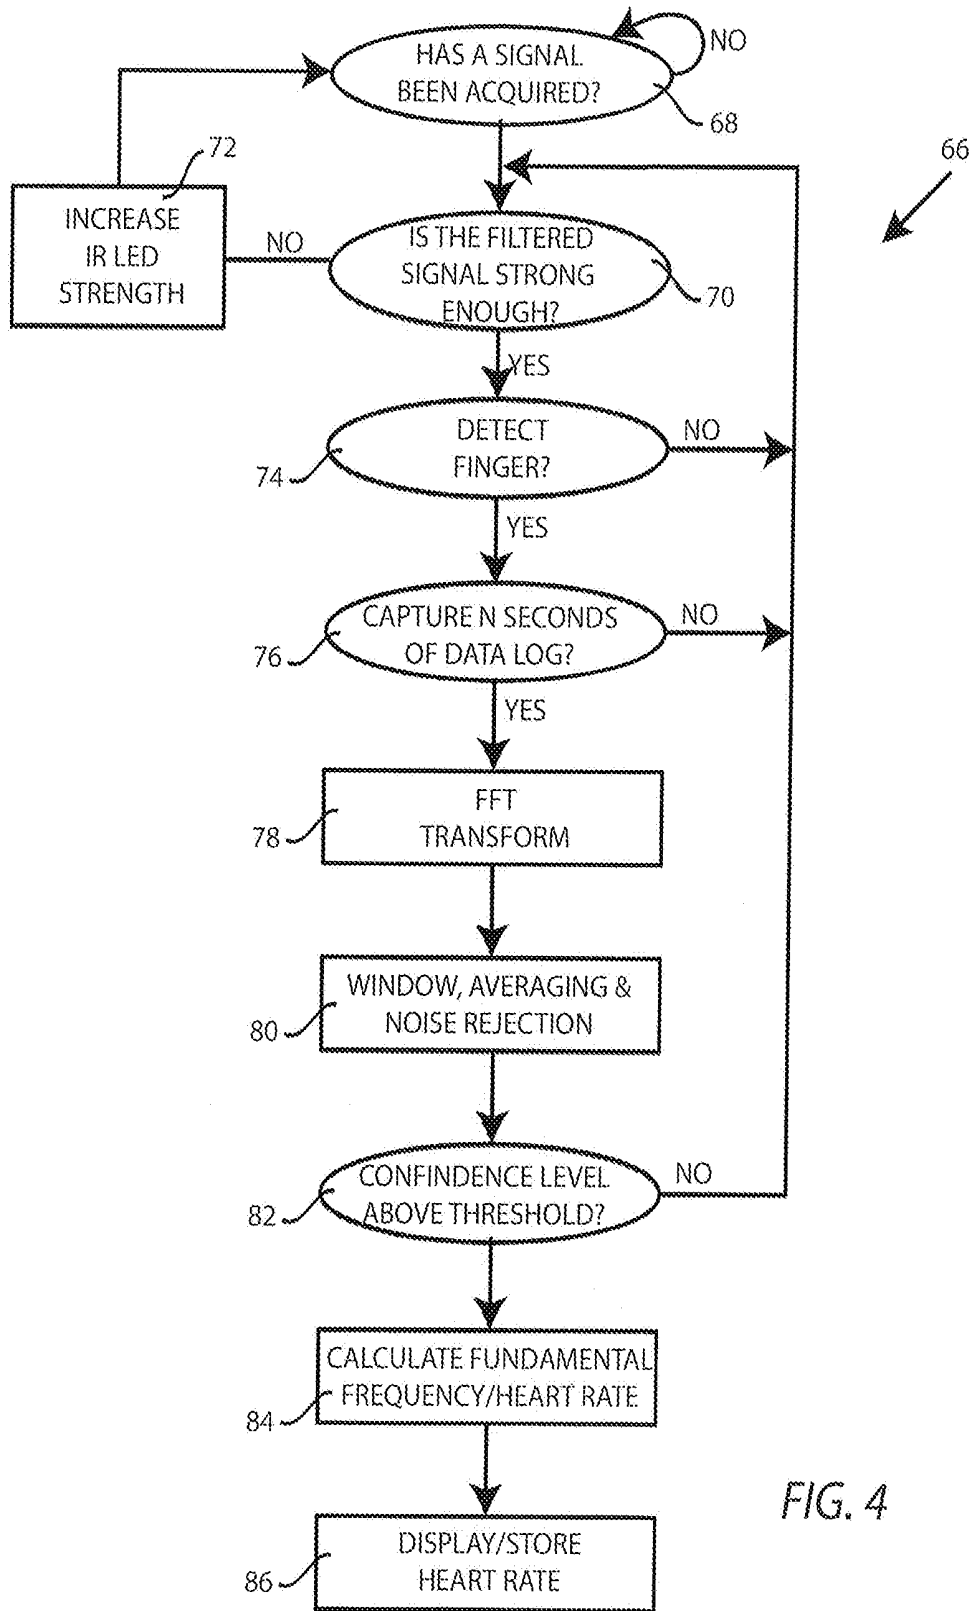 HAS A SIGNAL
BEEN ACQUIRED?
NO
68
72
66
INCREASE
IR LED
STRENGTH
NO
IS THE FILTERED
SIGNAL STRONG
ENOUGH?
70
YES
DETECT
FINGER?
NO
74
YES
CAPTURE N SECONDS
OF DATA LOG?
NO
76
YES
FFT
TRANSFORM
78
WINDOW, AVERAGING &
NOISE REJECTION
80
CONFINDENCE LEVEL
ABOVE THRESHOLD?
NO
82
CALCULATE FUNDAMENTAL
FREQUENCY/HEART RATE
84
FIG. 4
DISPLAY/STORE
HEART RATE
86